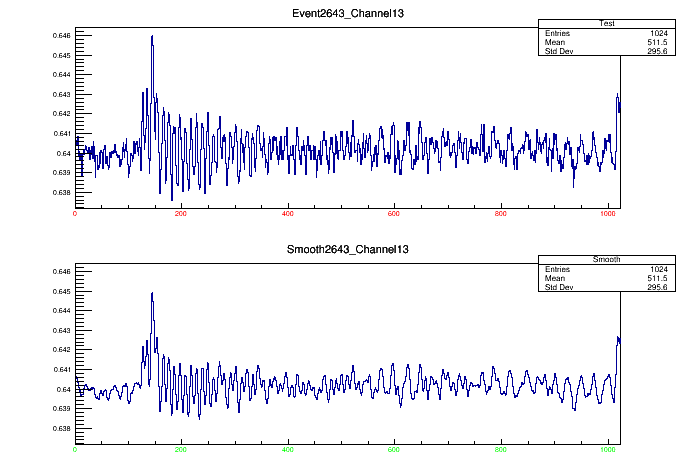 Event2643_Channel13
Test
Entries 1024
Mean 511.5
Std Dev 295.6
0.646
0.645
0.644
0.643
0.642
0.641
0.64
0.639
0.638
0 200 400 600 800 1000
Smooth2643_Channel13
Smooth
Entries 1024
Mean 511.5
Std Dev 295.6
0.646
0.645
0.644
0.643
0.642
0.641
0.64
0.639
0.638
0 200 400 600 800 1000